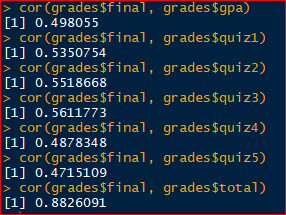 > cor(grades$final, grades$gpa)
[1] 0.498055
> cor(grades$final, grades$quiz1)
[1] 0.5350754
> cor(grades$final, grades$quiz2)
[1] 0.5518668
> cor(grades$final, grades$quiz3)
[1] 0.5611773
> cor(grades$final, grades$quiz4)
[1] 0.4878348
> cor(grades$final, grades$quiz5)
[1] 0.4715109
> cor(grades$final, grades$total)
[1] 0.8826091